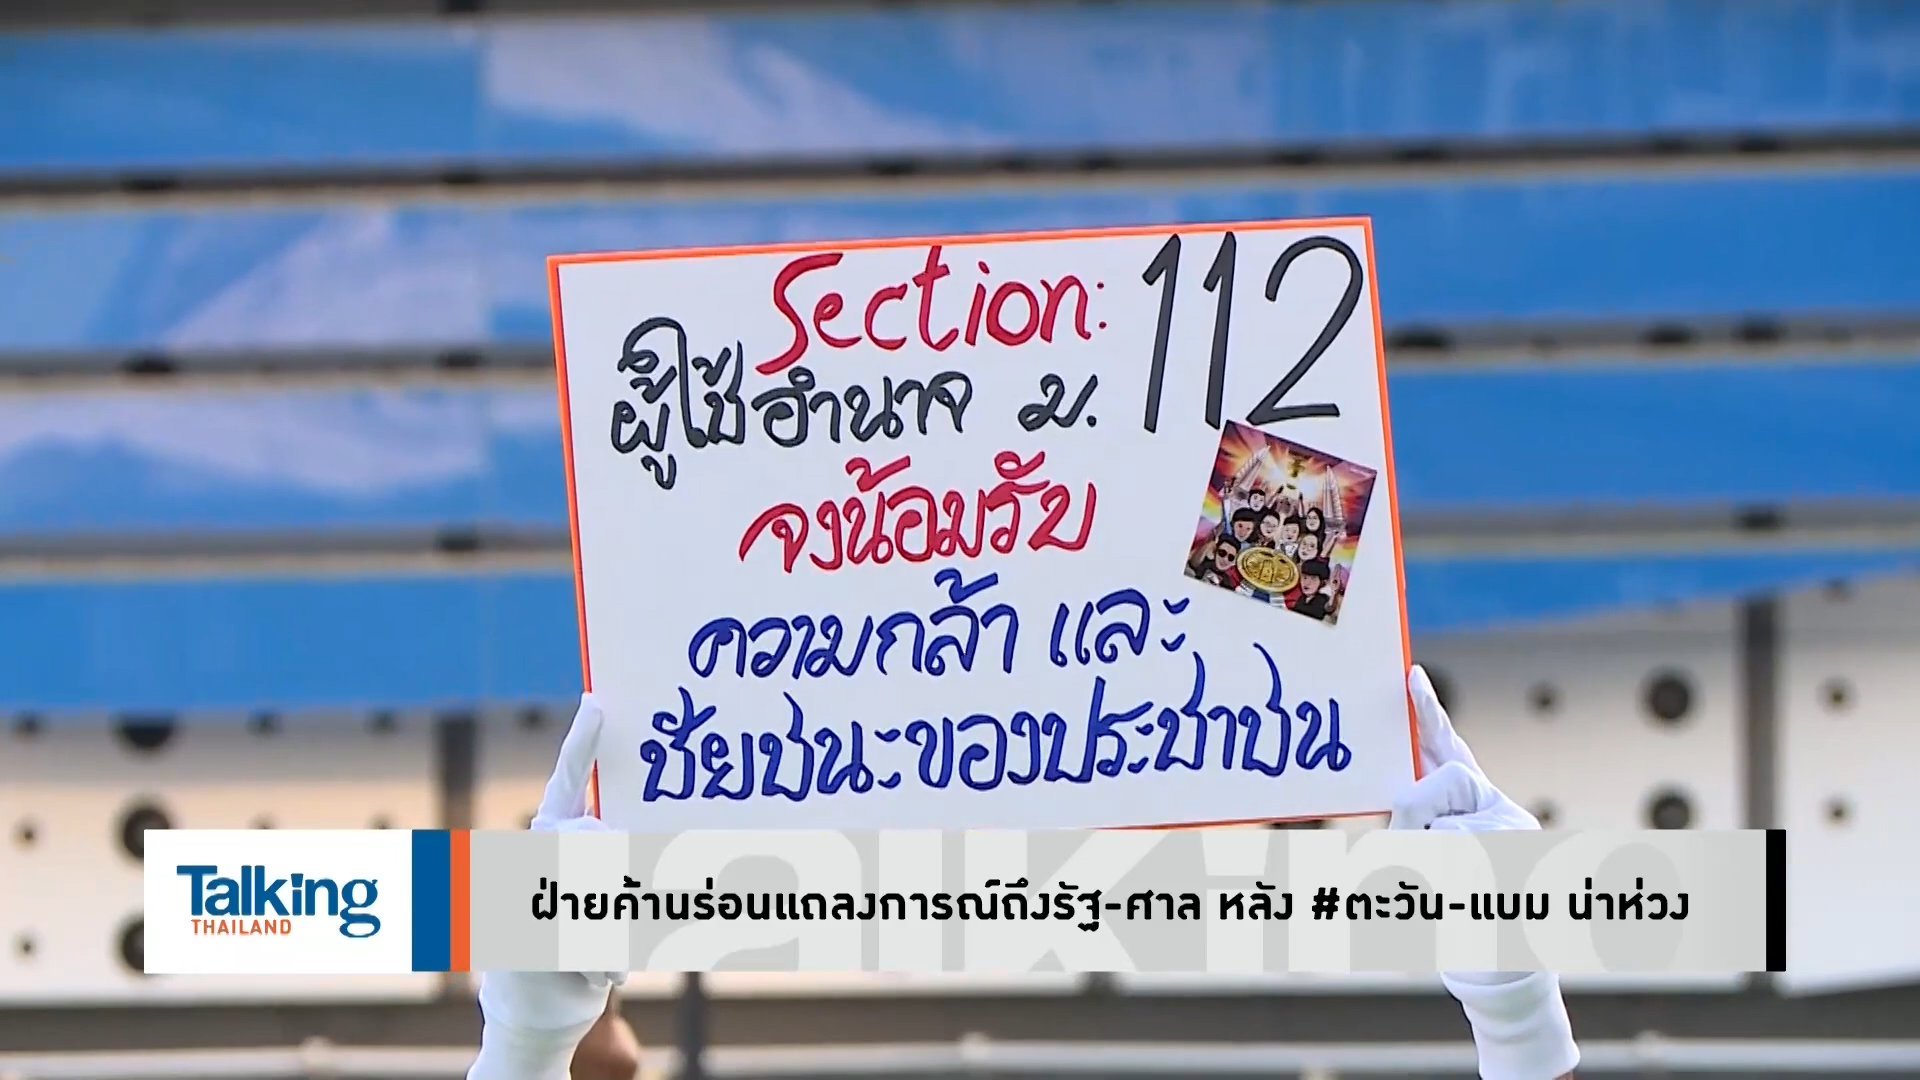 Section: 112
ผู้ใช้อำนาจ ม.
จงน้อมรับ
ความกล้า และ
ชัยชนะของประชาชน
Talking
THAILAND
ฝ่ายค้านร่อนแถลงการณ์ถึงรัฐ-ศาล หลัง #ตะวัน-แบม น่าห่วง